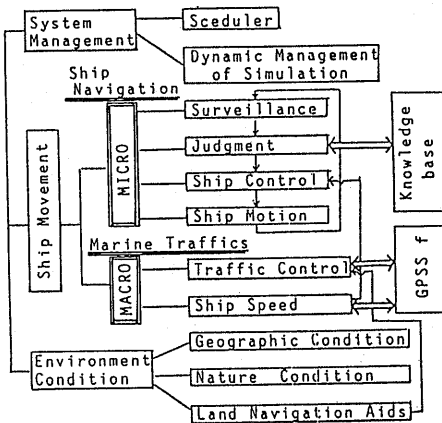 System
Management
Sceduler
Dynamic Management
of Simulation
Ship
Navigation
Surveillance
Judgment
Ship Control
Ship Motion
MICRO
Knowledge
base
Ship Movement
Marine Traffics
MACRO
Traffic Control
Ship Speed
GPSS f
Environment
Condition
Geographic Condition
Nature Condition
Land Navigation Aids